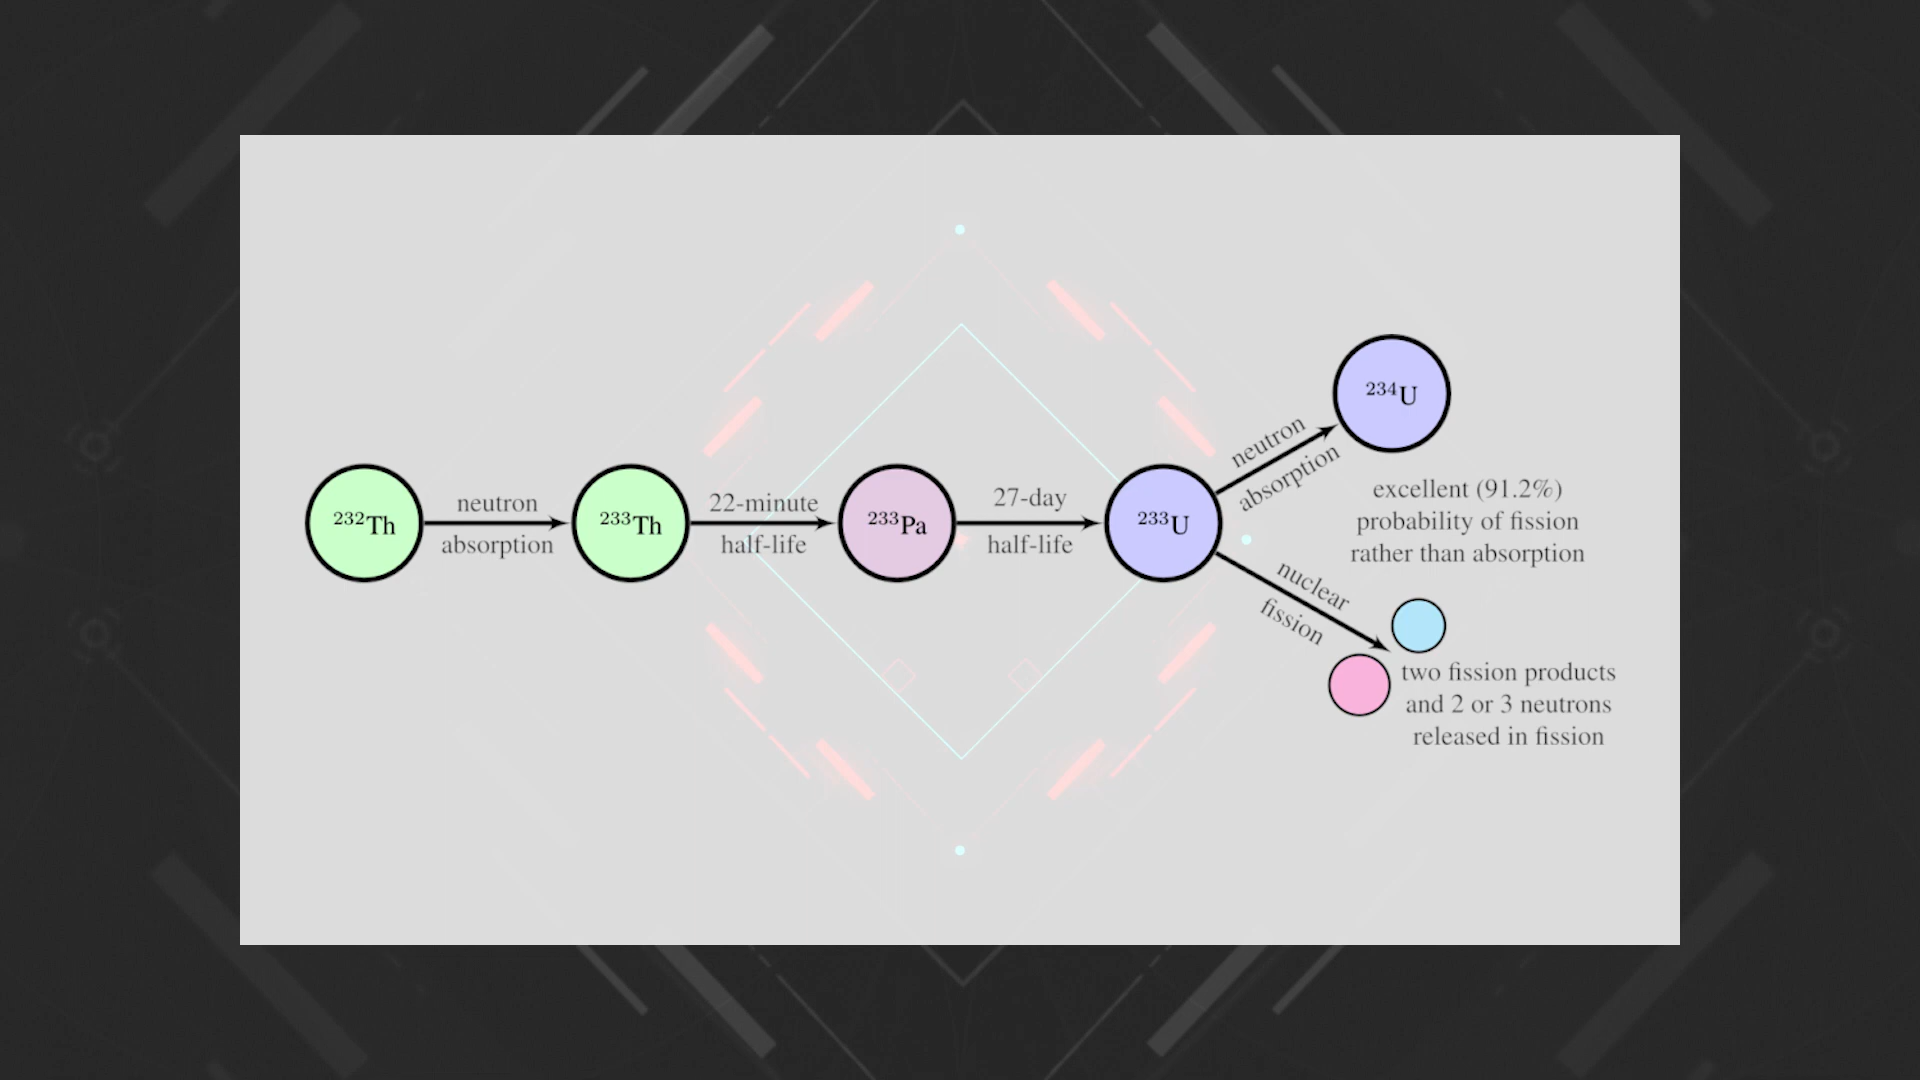 ²³²Th
neutron
absorption
²³³Th
22-minute
half-life
²³³Pa
27-day
half-life
²³³U
neutron
absorption
²³⁴U
excellent (91.2%)
probability of fission
rather than absorption
nuclear
fission
two fission products
and 2 or 3 neutrons
released in fission